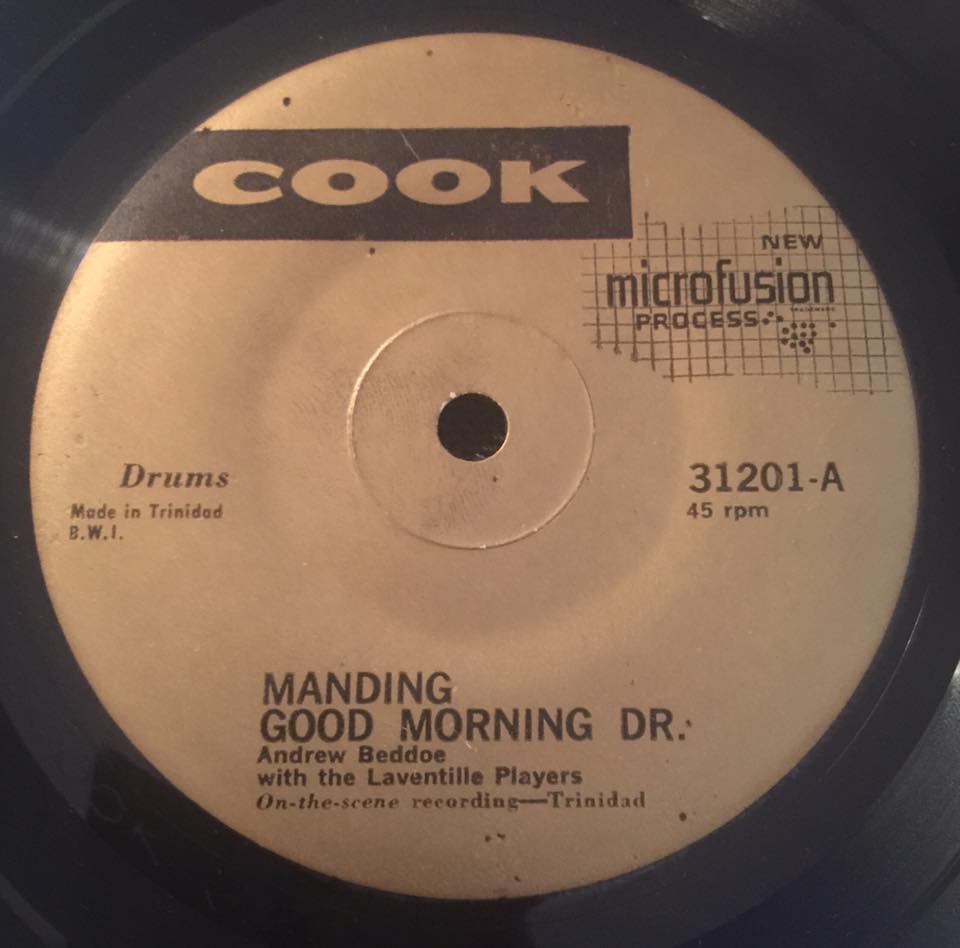 COOK
NEW
microfusion
PROCESS
TRADEMARK
Drums
Made in Trinidad
B.W.I.
31201-A
45 rpm
MANDING
GOOD MORNING DR.
Andrew Beddoe
with the Laventille Players
On-the-scene recording—Trinidad